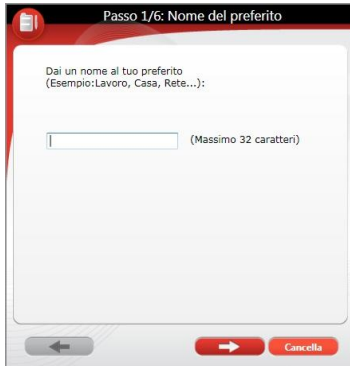 Passo 1/6: Nome del preferito
Dai un nome al tuo preferito
(Esempio:Lavoro, Casa, Rete...):
(Massimo 32 caratteri)
Cancella